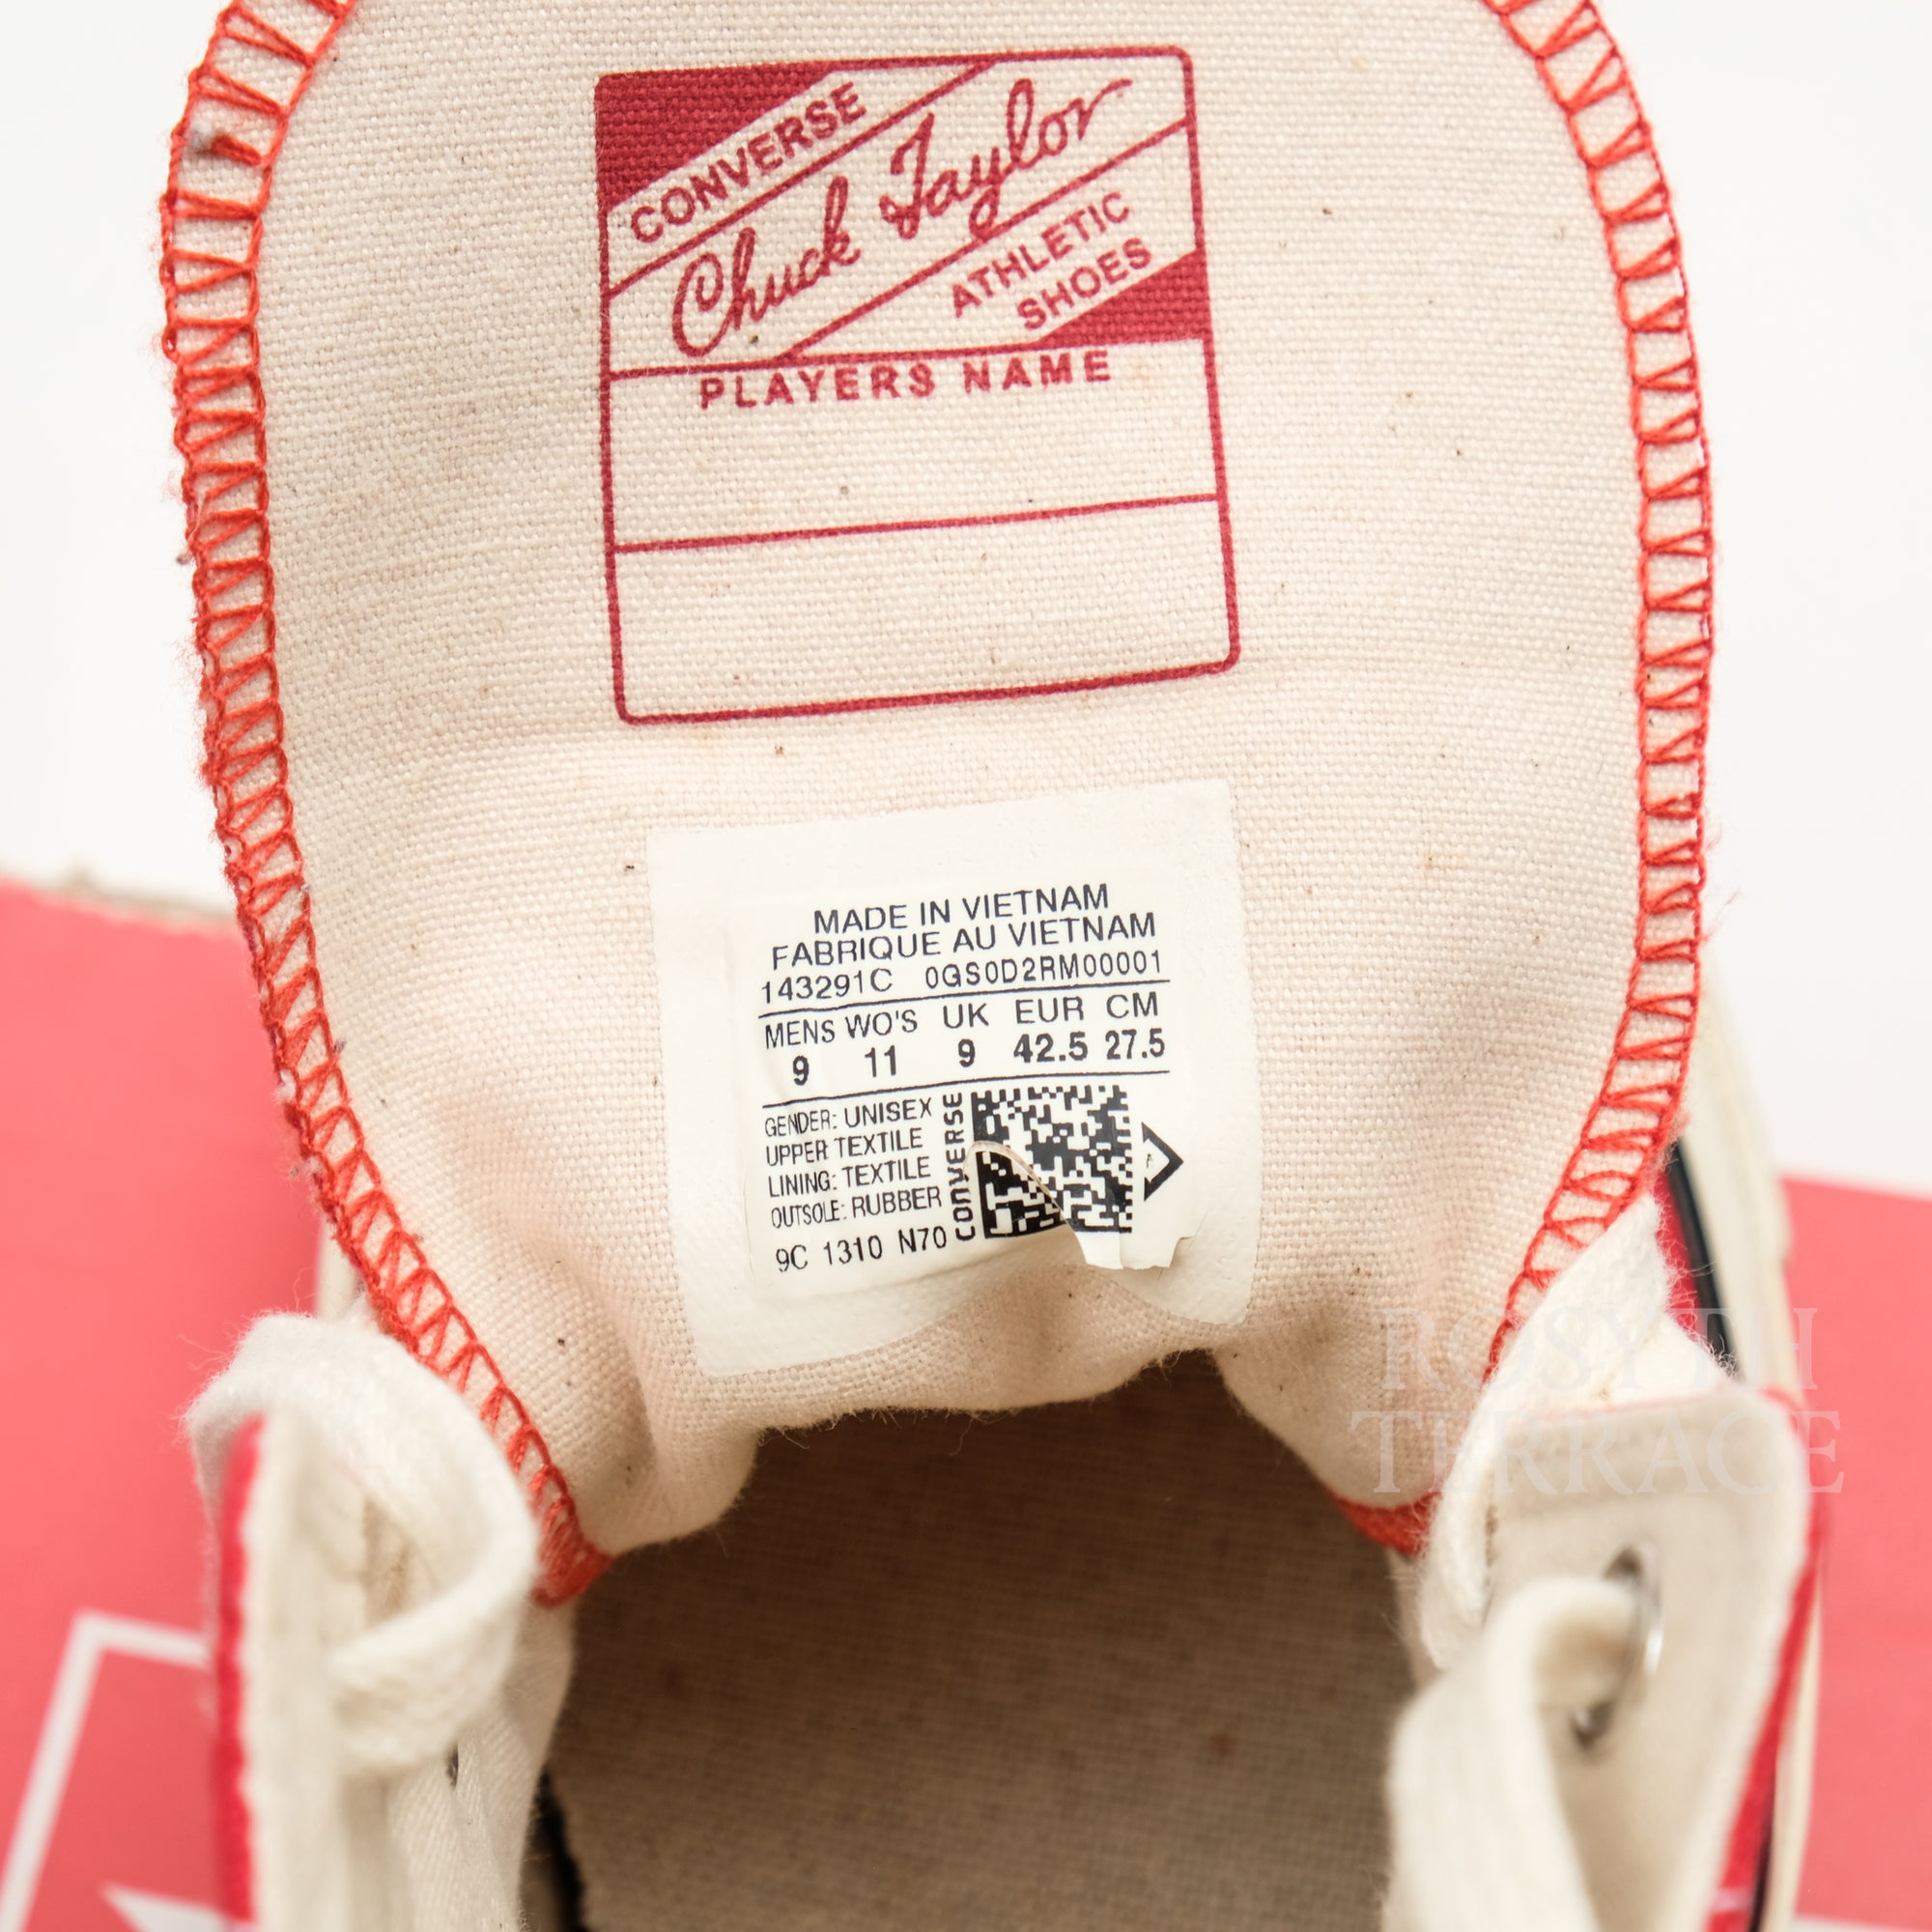 CONVERSE
Chuck Taylor
ATHLETIC
SHOES
PLAYERS NAME
MADE IN VIETNAM
FABRIQUE AU VIETNAM
143291C 0GS0D2RM00001
MENS WO'S UK EUR CM
9 11 9 42.5 27.5
GENDER: UNISEX
UPPER TEXTILE
LINING: TEXTILE
OUTSOLE: RUBBER
9C 1310 N70
CONVERSE
ROSYTH
TERRACE